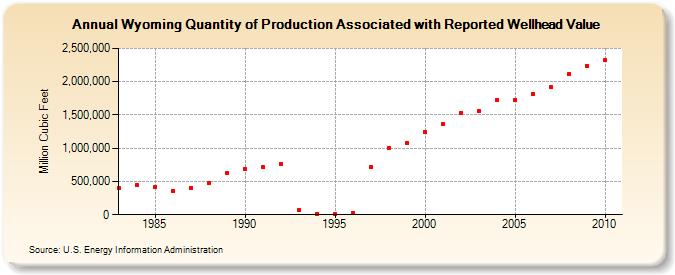 Annual Wyoming Quantity of Production Associated with Reported Wellhead Value
Million Cubic Feet
2,500,000
2,000,000
1,500,000
1,000,000
500,000
0
1985 1990 1995 2000 2005 2010
Source: U.S. Energy Information Administration